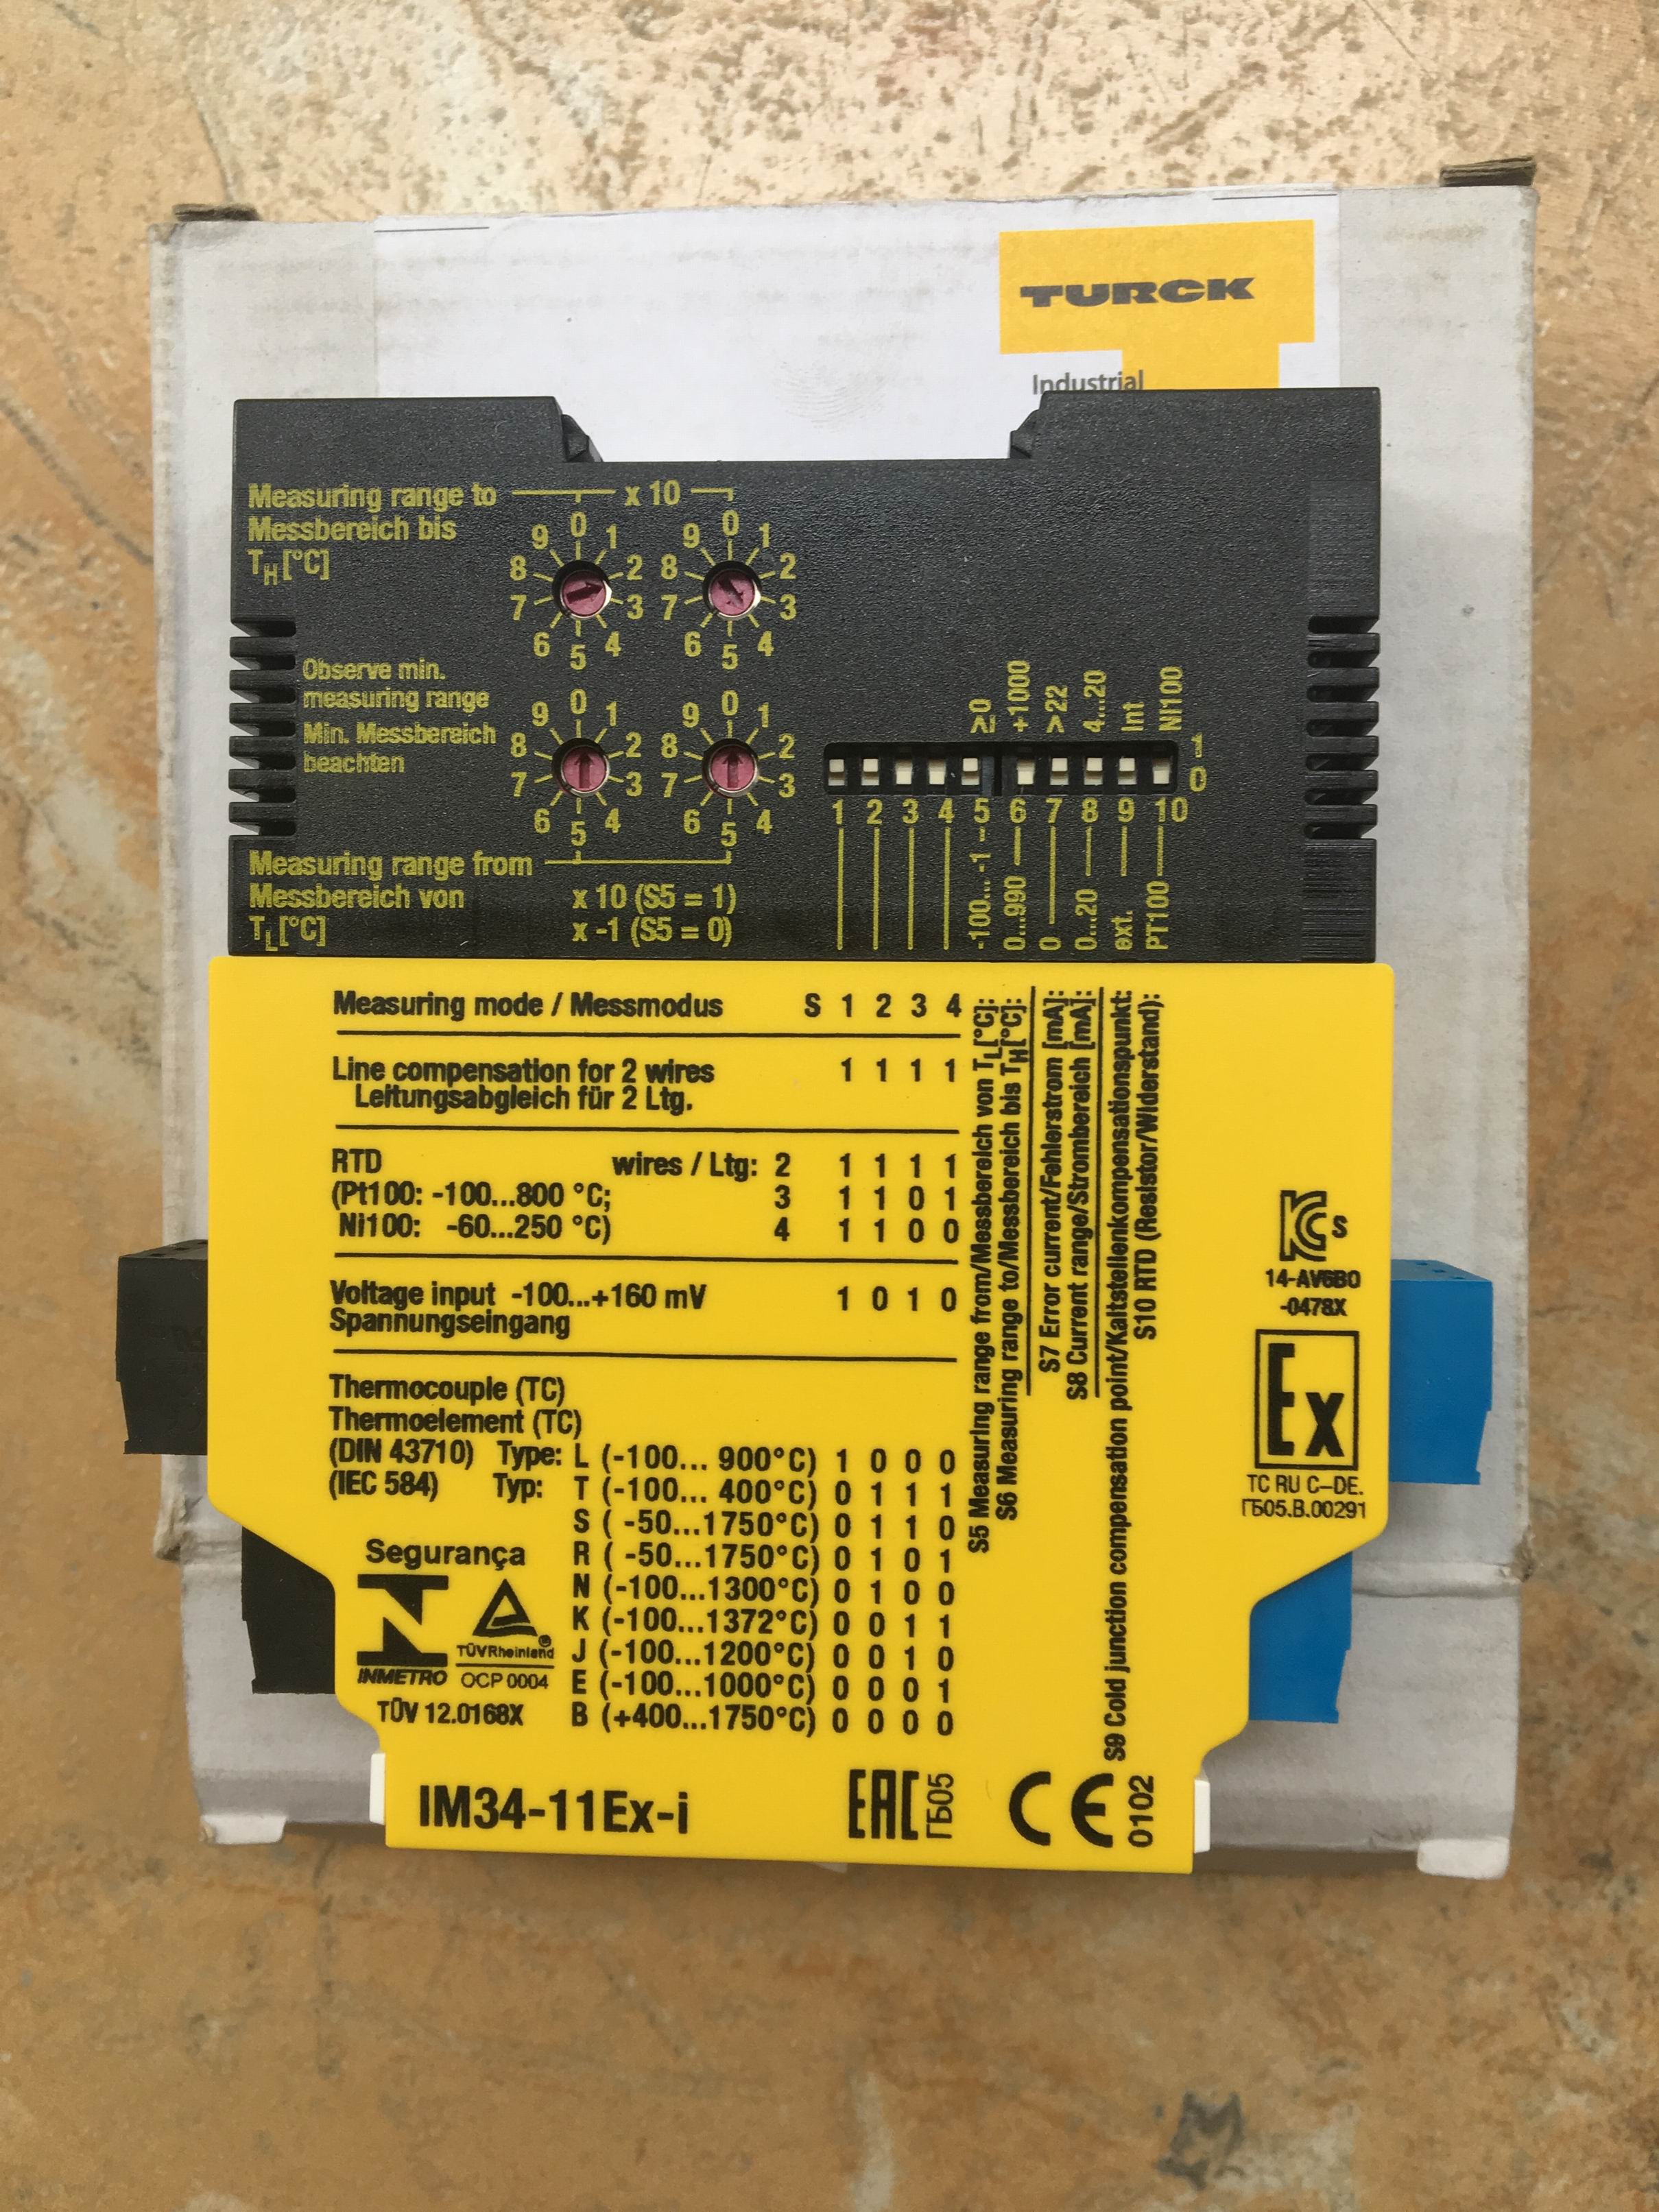 TURCK
Industrial
Measuring range to x 10
Messbereich bis
TH[°C]
0 1 2 3 4 5 6 7 8 9
0 1 2 3 4 5 6 7 8 9
Observe min.
measuring range
Min. Messbereich
beachten
0 1 2 3 4 5 6 7 8 9
0 1 2 3 4 5 6 7 8 9
Measuring range from
Messbereich von
TL[°C]
x 10 (S5 = 1)
x -1 (S5 = 0)
≥0 +1000 >22 4...20 Int NI100
1
0
1 2 3 4 5 6 7 8 9 10
-100... -1 0...990 0 0...20 ext. PT100
Measuring mode / Messmodus S 1 2 3 4
Line compensation for 2 wires 1 1 1 1
Leitungsabgleich für 2 Ltg.
RTD wires / Ltg: 2 1 1 1 1
(Pt100: -100...800 °C; 3 1 1 0 1
Ni100: -60...250 °C) 4 1 1 0 0
Voltage input -100...+160 mV 1 0 1 0
Spannungseingang
Thermocouple (TC)
Thermoelement (TC)
(DIN 43710) Type: L (-100... 900°C) 1 0 0 0
(IEC 584) Typ: T (-100... 400°C) 0 1 1 1
S ( -50...1750°C) 0 1 1 0
R ( -50...1750°C) 0 1 0 1
N (-100...1300°C) 0 1 0 0
K (-100...1372°C) 0 0 1 1
J (-100...1200°C) 0 0 1 0
E (-100...1000°C) 0 0 0 1
B (+400...1750°C) 0 0 0 0
S5 Measuring range from/Messbereich von TL[°C]:
S6 Measuring range to/Messbereich bis TH[°C]:
S7 Error current/Fehlerstrom [mA]:
S8 Current range/Strombereich [mA]:
S9 Cold junction compensation point/Kaltstellenkompensationspunkt:
S10 RTD (Resistor/Widerstand):
KC s
14-AV6BO
-0478X
Ex
TC RU C-DE.
ГБ05.B.00291
Segurança
INMETRO
TÜVRheinland
OCP 0004
TÜV 12.0168X
IM34-11Ex-i
EAC
ГБ05
CE
0102